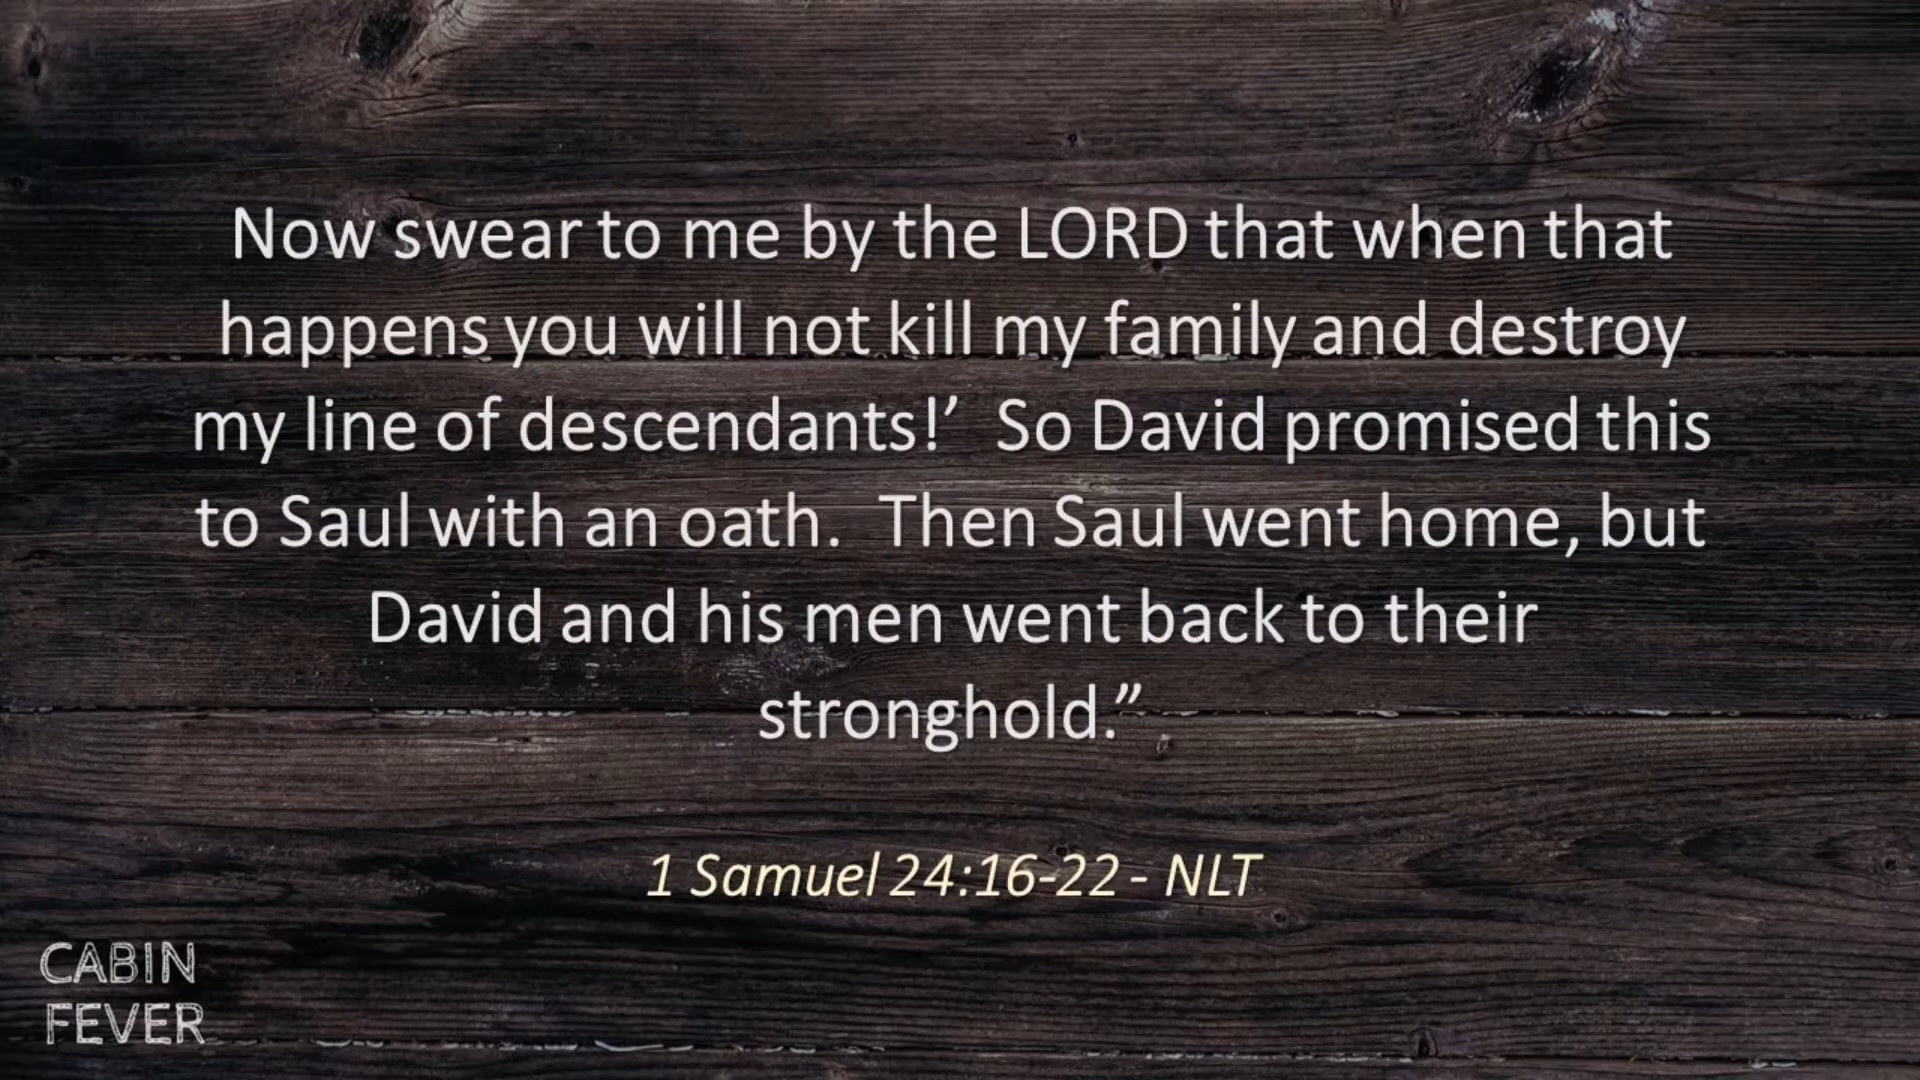 Now swear to me by the LORD that when that
happens you will not kill my family and destroy
my line of descendants!’  So David promised this
to Saul with an oath.  Then Saul went home, but
David and his men went back to their
stronghold.”
1 Samuel 24:16-22 - NLT
CABIN
FEVER